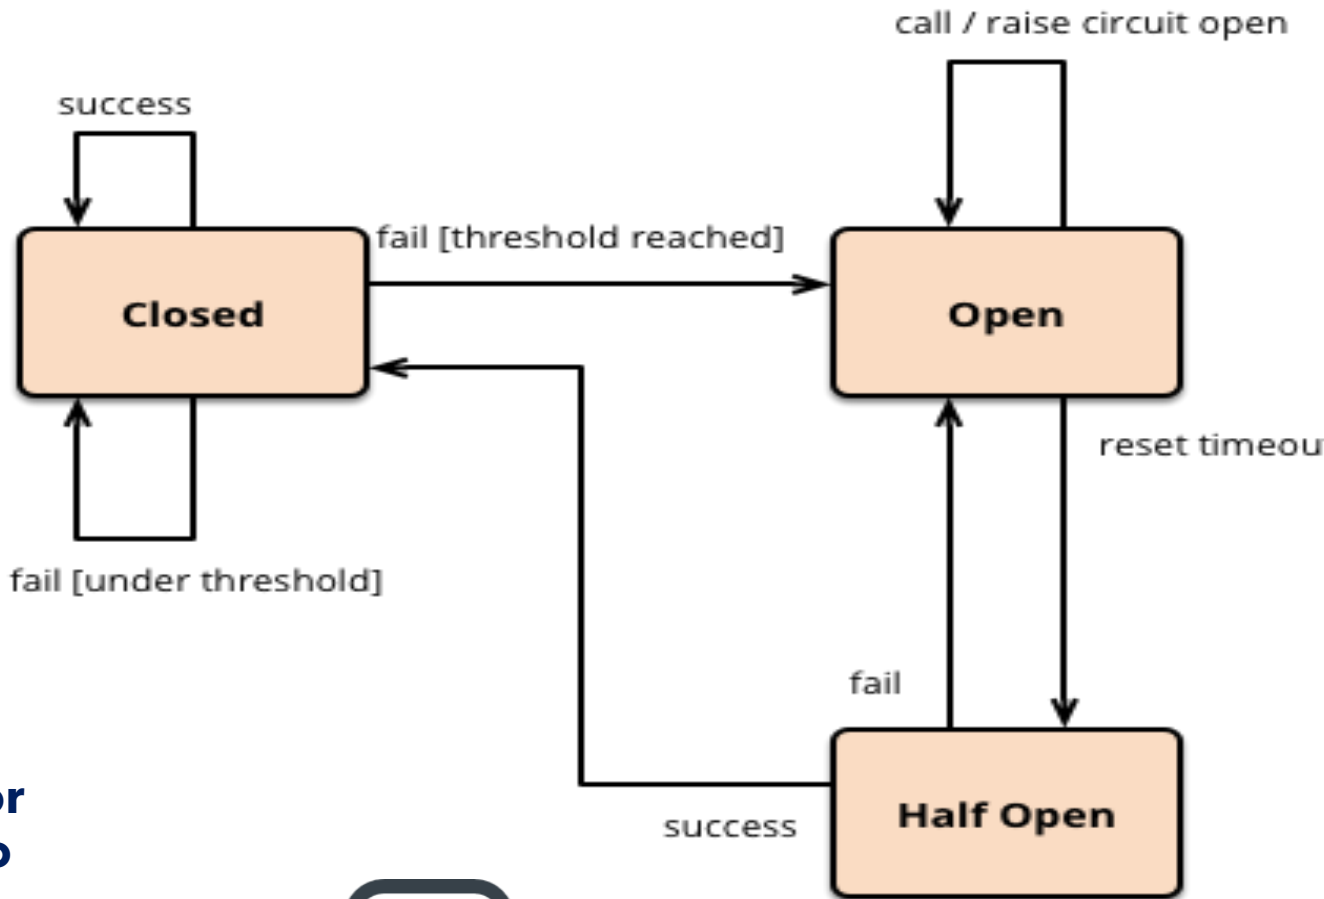 call / raise circuit open
success
fail [threshold reached]
Closed
Open
reset timeou
fail [under threshold]
fail
success
Half Open
or